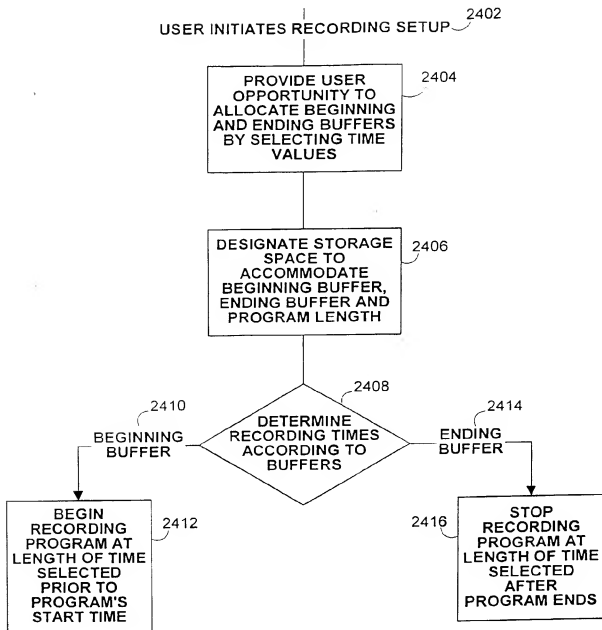 USER INITIATES RECORDING SETUP 2402
PROVIDE USER
OPPORTUNITY TO
ALLOCATE BEGINNING
AND ENDING BUFFERS
BY SELECTING TIME
VALUES
2404
DESIGNATE STORAGE
SPACE TO
ACCOMMODATE
BEGINNING BUFFER,
ENDING BUFFER AND
PROGRAM LENGTH
2406
2408
DETERMINE
RECORDING TIMES
ACCORDING TO
BUFFERS
2410
BEGINNING
BUFFER
2414
ENDING
BUFFER
BEGIN
RECORDING
PROGRAM AT
LENGTH OF TIME
SELECTED
PRIOR TO
PROGRAM'S
START TIME
2412
2416
STOP
RECORDING
PROGRAM AT
LENGTH OF TIME
SELECTED
AFTER
PROGRAM ENDS